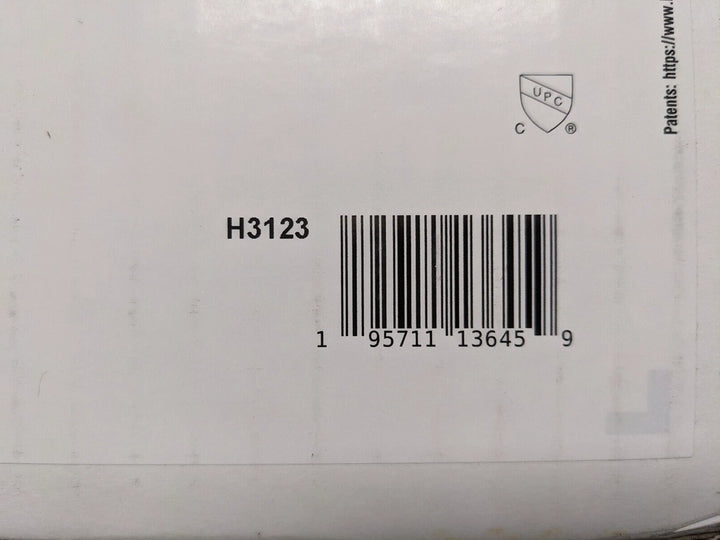 Patents: https://www.
UPC
C ®
H3123
1 95711 13645 9